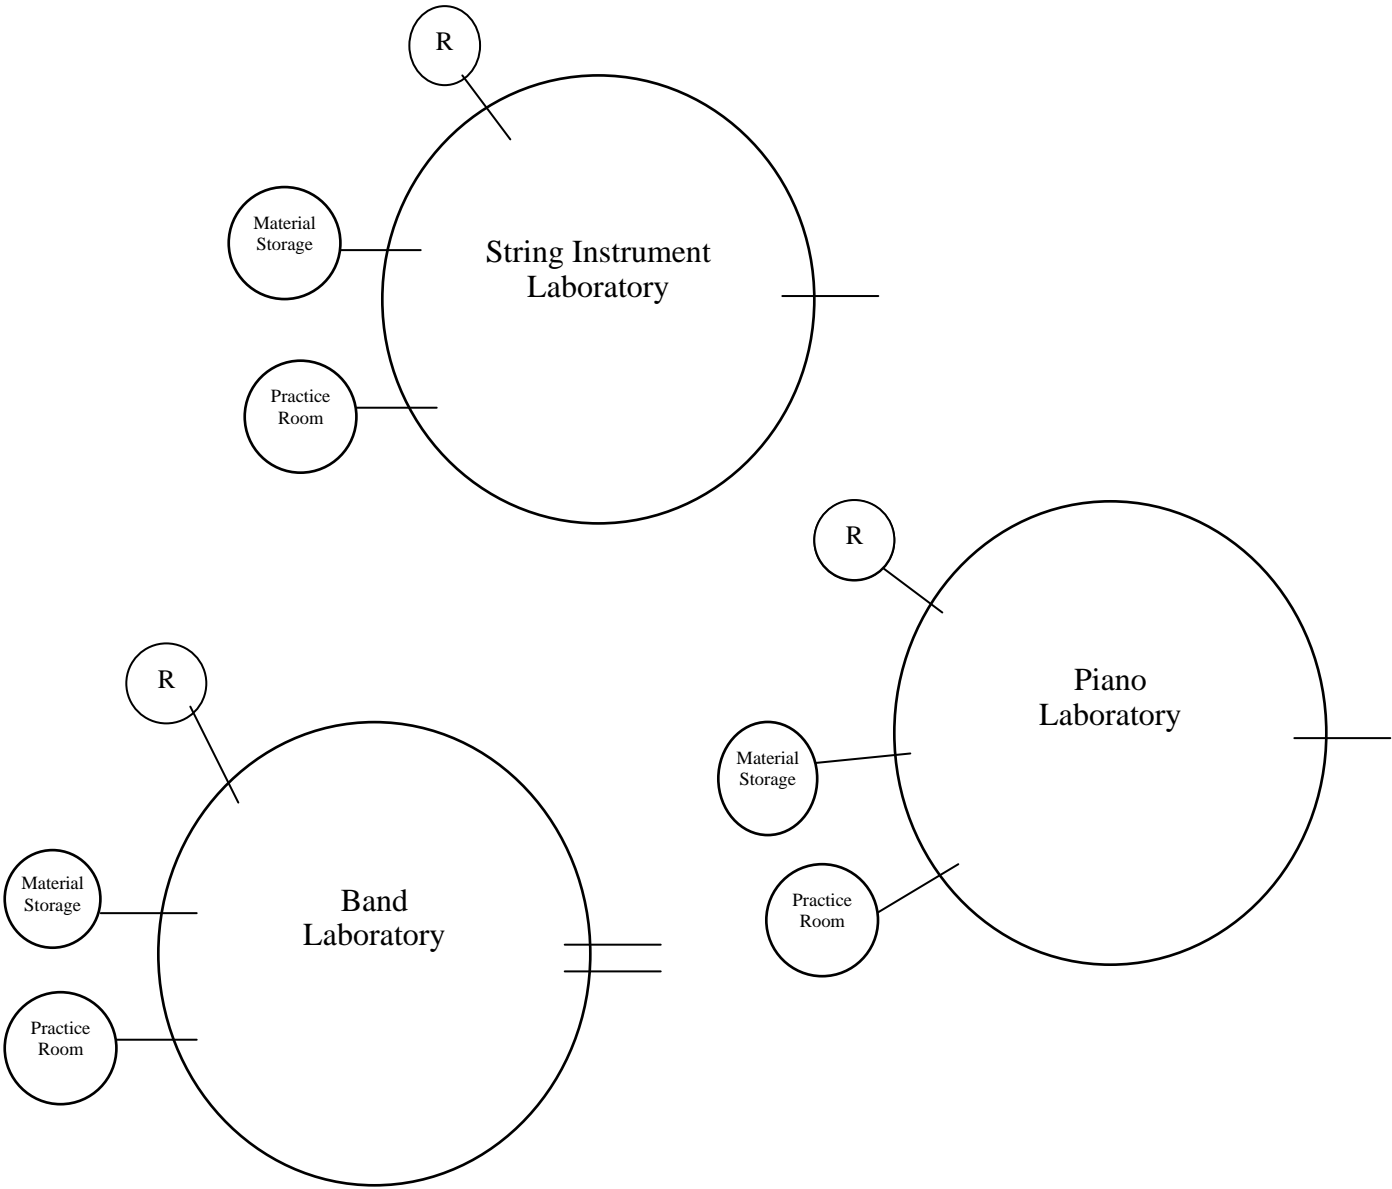 R
Material
Storage
String Instrument
Laboratory
Practice
Room
R
Piano
Laboratory
Material
Storage
Practice
Room
R
Band
Laboratory
Material
Storage
Practice
Room